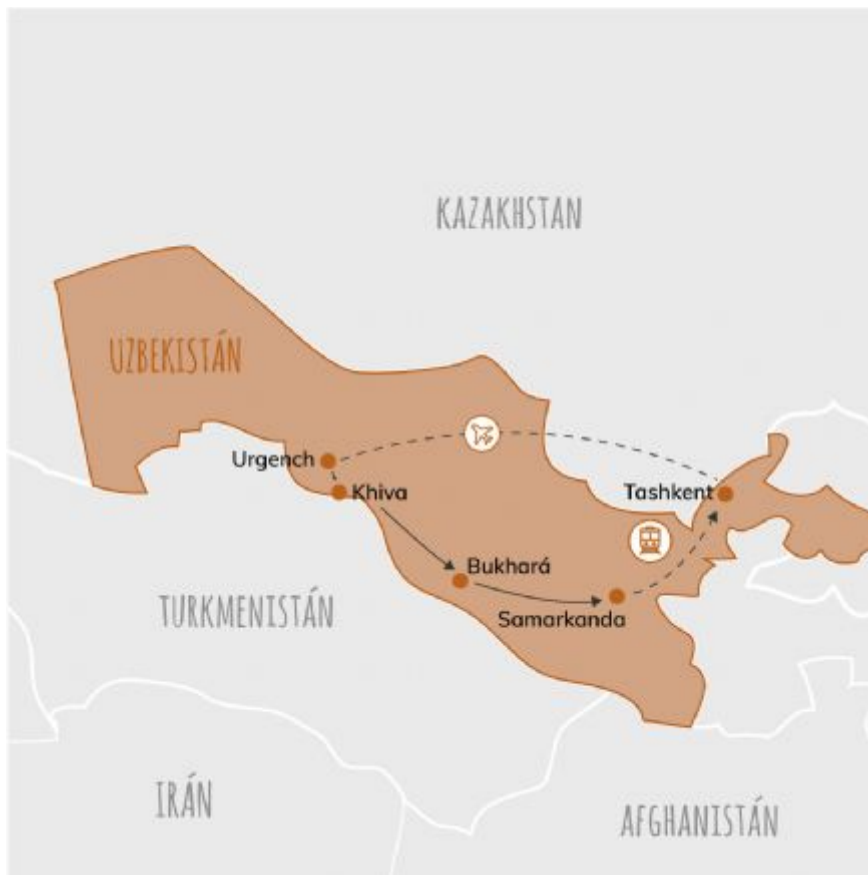 KAZAKHSTAN
UZBEKISTÁN
Urgench
Khiva
Tashkent
Bukhará
Samarkanda
TURKMENISTÁN
IRÁN
AFGHANISTÁN